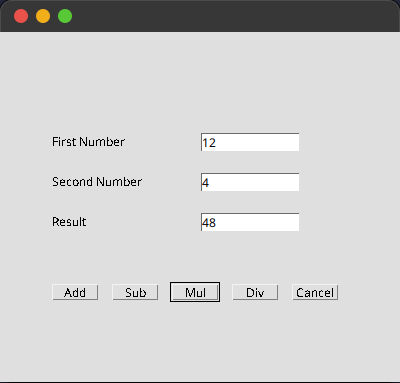 First Number 12
Second Number 4
Result 48
Add Sub Mul Div Cancel